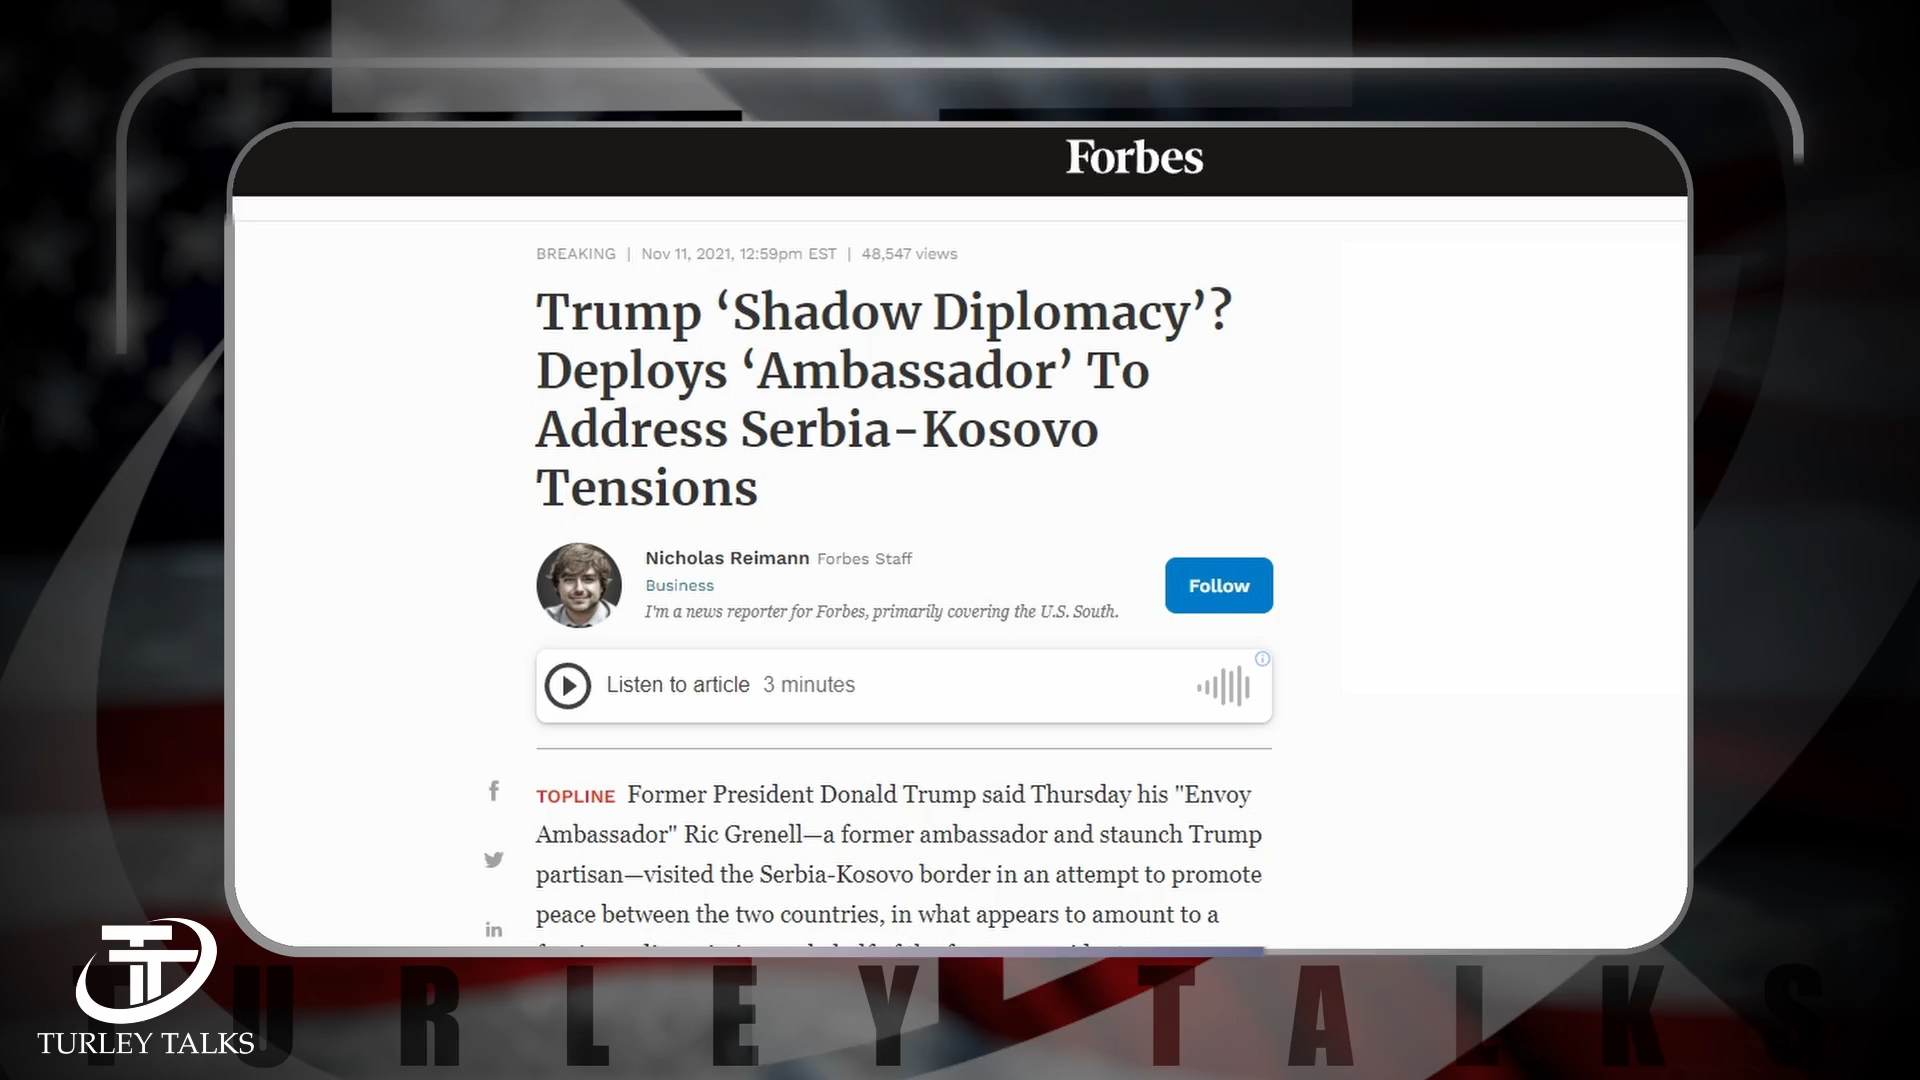 Forbes
BREAKING | Nov 11, 2021, 12:59pm EST | 48,547 views
Trump ‘Shadow Diplomacy’?
Deploys ‘Ambassador’ To
Address Serbia-Kosovo
Tensions
Nicholas Reimann Forbes Staff
Business
I'm a news reporter for Forbes, primarily covering the U.S. South.
Follow
Listen to article 3 minutes
TOPLINE Former President Donald Trump said Thursday his "Envoy
Ambassador" Ric Grenell—a former ambassador and staunch Trump
partisan—visited the Serbia-Kosovo border in an attempt to promote
peace between the two countries, in what appears to amount to a
TURLEY TALKS
TURLEY TALKS